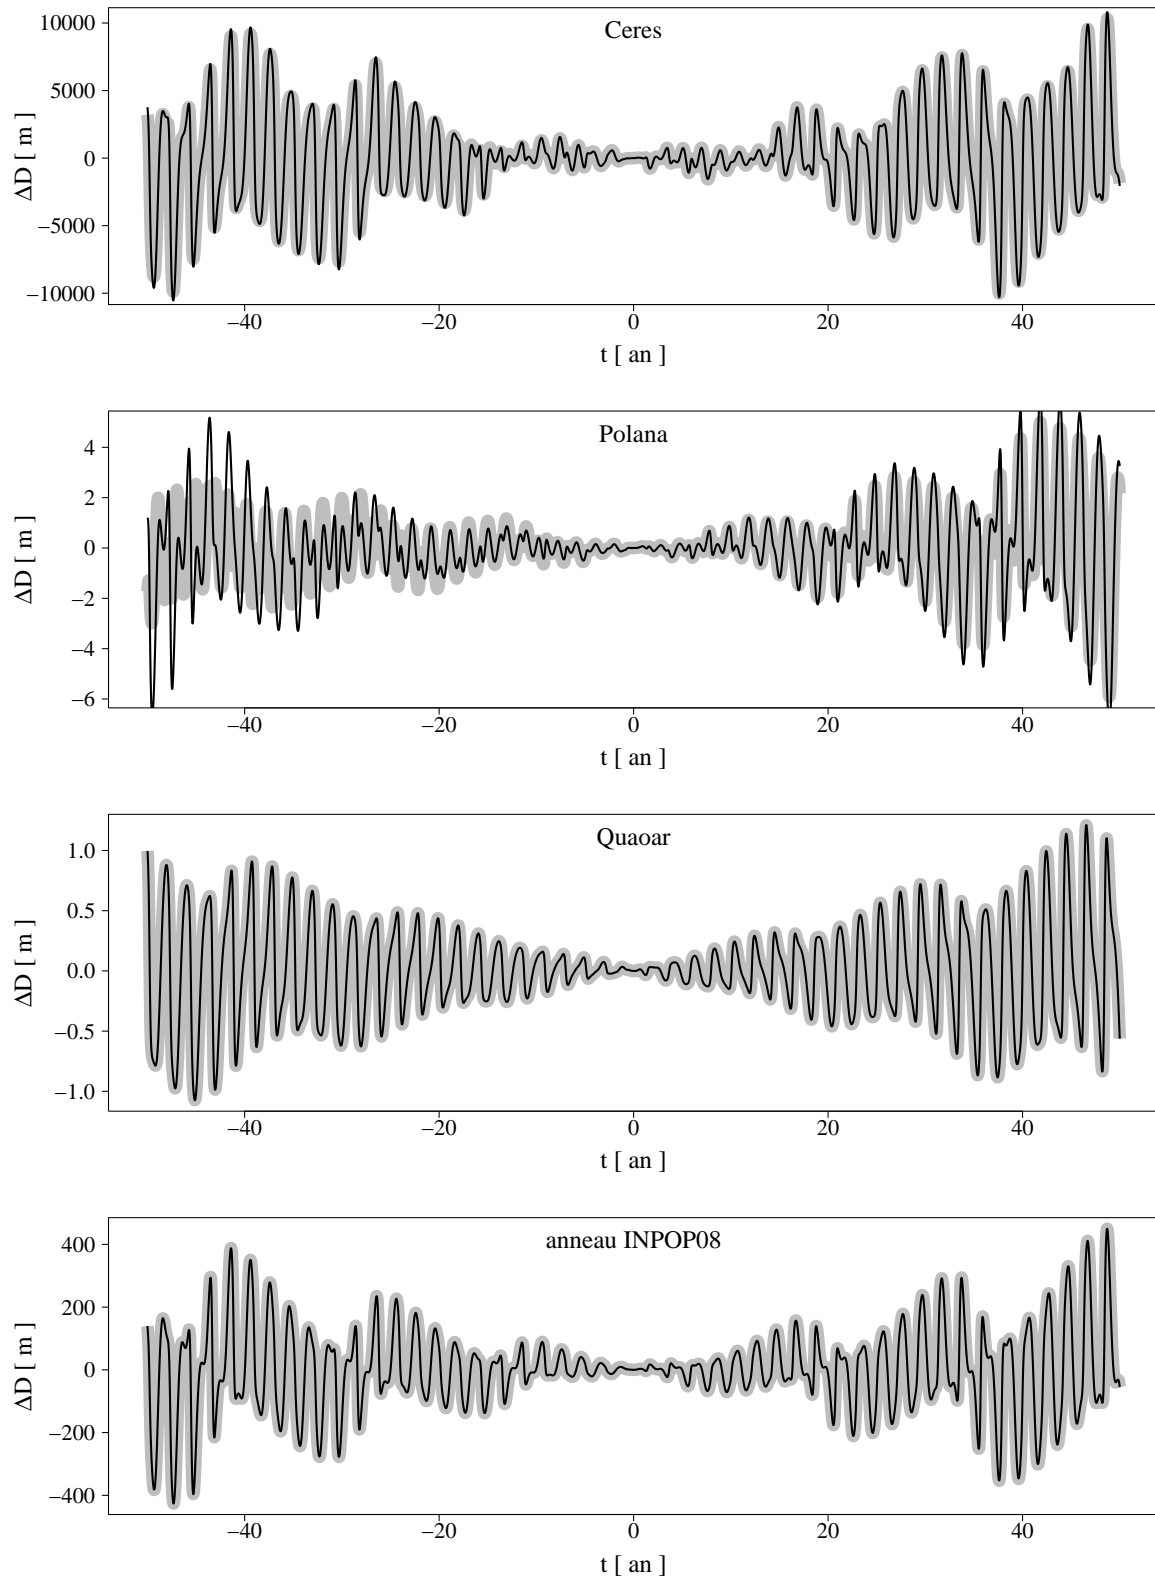 Ceres
10000
5000
0
−5000
−10000
ΔD [ m ]
−40 −20 0 20 40
t [ an ]
Polana
4
2
0
−2
−4
−6
ΔD [ m ]
−40 −20 0 20 40
t [ an ]
Quaoar
1.0
0.5
0.0
−0.5
−1.0
ΔD [ m ]
−40 −20 0 20 40
t [ an ]
anneau INPOP08
400
200
0
−200
−400
ΔD [ m ]
−40 −20 0 20 40
t [ an ]